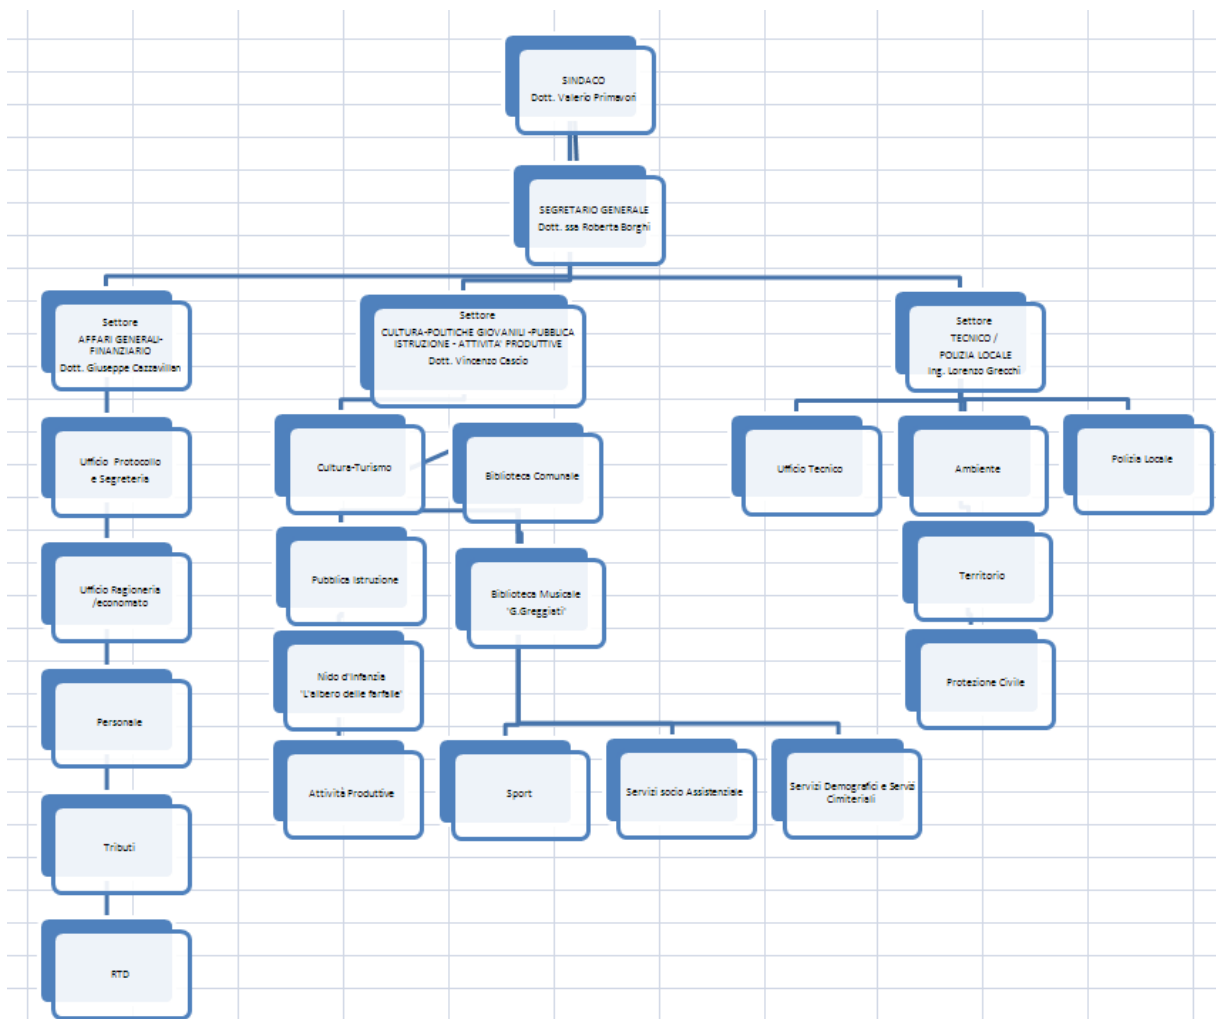 SINDACO
Dott. Valerio Primavori
SEGRETARIO GENERALE
Dott. ssa Roberta Borghi
Settore
AFFARI GENERALI-
FINANZIARIO
Dott. Giuseppe Cazzavillan
Settore
CULTURA-POLITICHE GIOVANILI -PUBBLICA
ISTRUZIONE - ATTIVITA' PRODUTTIVE
Dott. Vincenzo Cascio
Settore
TECNICO /
POLIZIA LOCALE
Ing. Lorenzo Grecchi
Ufficio Protocollo
e Segreteria
Cultura-Turismo
Biblioteca Comunale
Ufficio Tecnico
Ambiente
Polizia Locale
Ufficio Ragioneria
/economato
Pubblica Istruzione
Biblioteca Musicale
'G.Greggiati'
Territorio
Personale
Nido d'Infanzia
'L'albero delle farfalle'
Protezione Civile
Tributi
Attività Produttive
Sport
Servizi socio Assistenziale
Servizi Demografici e Servizi
Cimiteriali
RTD